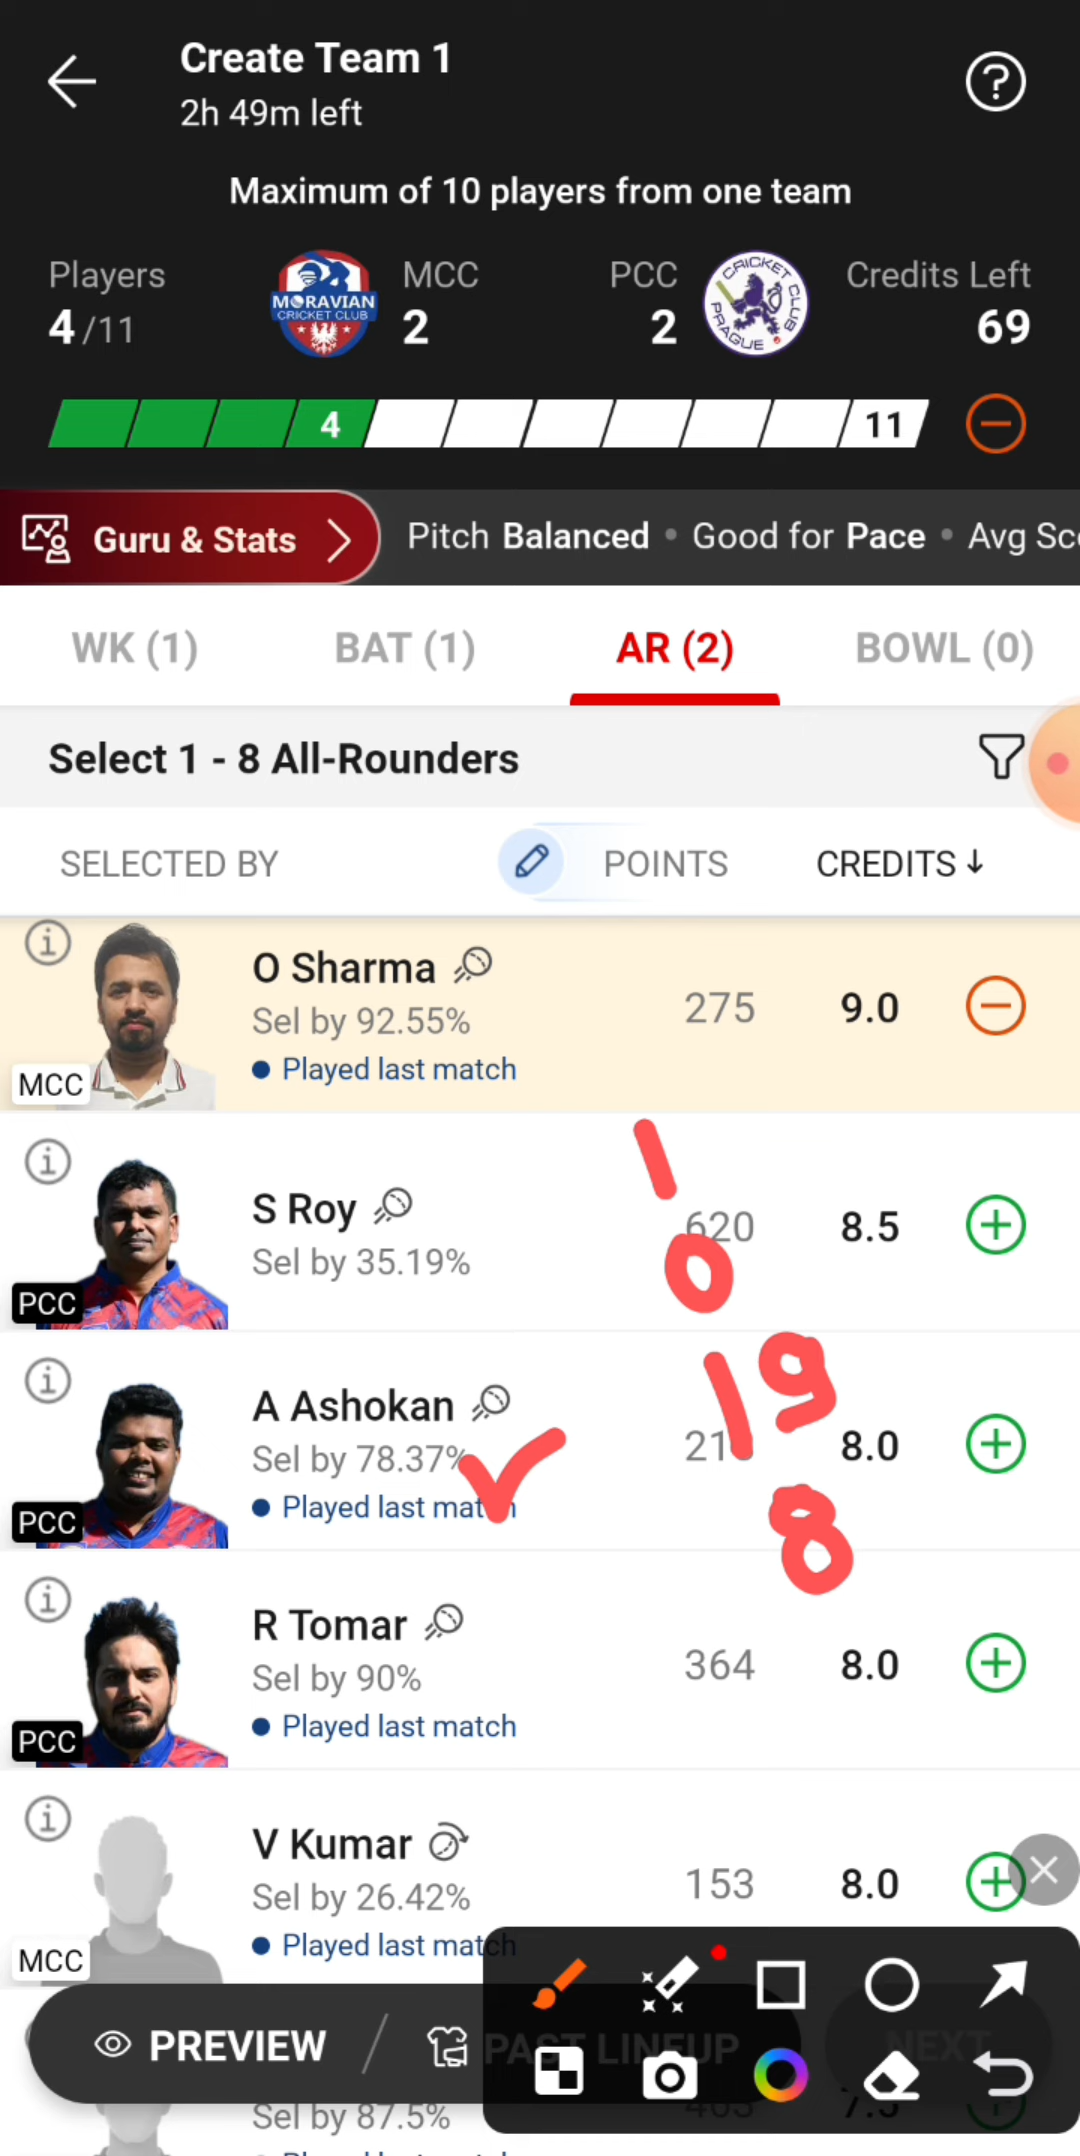 Create Team 1
2h 49m left
Maximum of 10 players from one team
Players
4/11
MORAVIAN
CRICKET CLUB
MCC
2
PCC
2
CRICKET CLUB
PRAGUE
Credits Left
69
4
11
Guru & Stats
Pitch Balanced • Good for Pace • Avg Sc
WK (1)
BAT (1)
AR (2)
BOWL (0)
Select 1 - 8 All-Rounders
SELECTED BY
POINTS
CREDITS ↓
O Sharma
Sel by 92.55%
Played last match
MCC
275
9.0
S Roy
Sel by 35.19%
PCC
620
8.5
1
0
A Ashokan
Sel by 78.37%
Played last match
PCC
21
8.0
19
8
R Tomar
Sel by 90%
Played last match
PCC
364
8.0
V Kumar
Sel by 26.42%
Played last match
MCC
153
8.0
PREVIEW
PAST LINEUP
NEXT
Sel by 87.5%